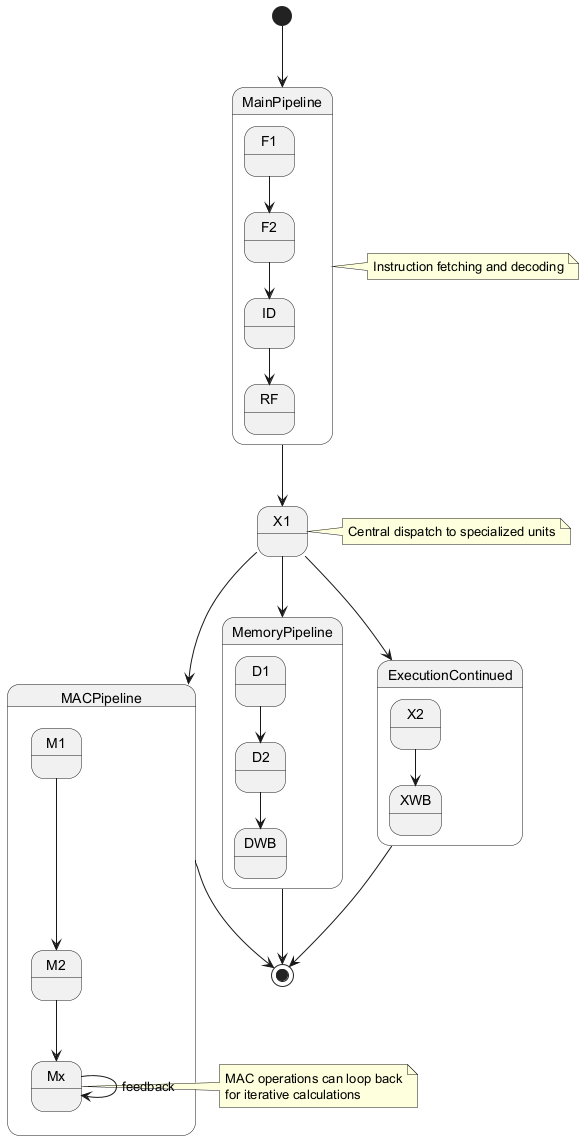 MainPipeline
F1
F2
ID
RF
Instruction fetching and decoding
X1
Central dispatch to specialized units
MACPipeline
M1
M2
Mx
feedback
MAC operations can loop back
for iterative calculations
MemoryPipeline
D1
D2
DWB
ExecutionContinued
X2
XWB